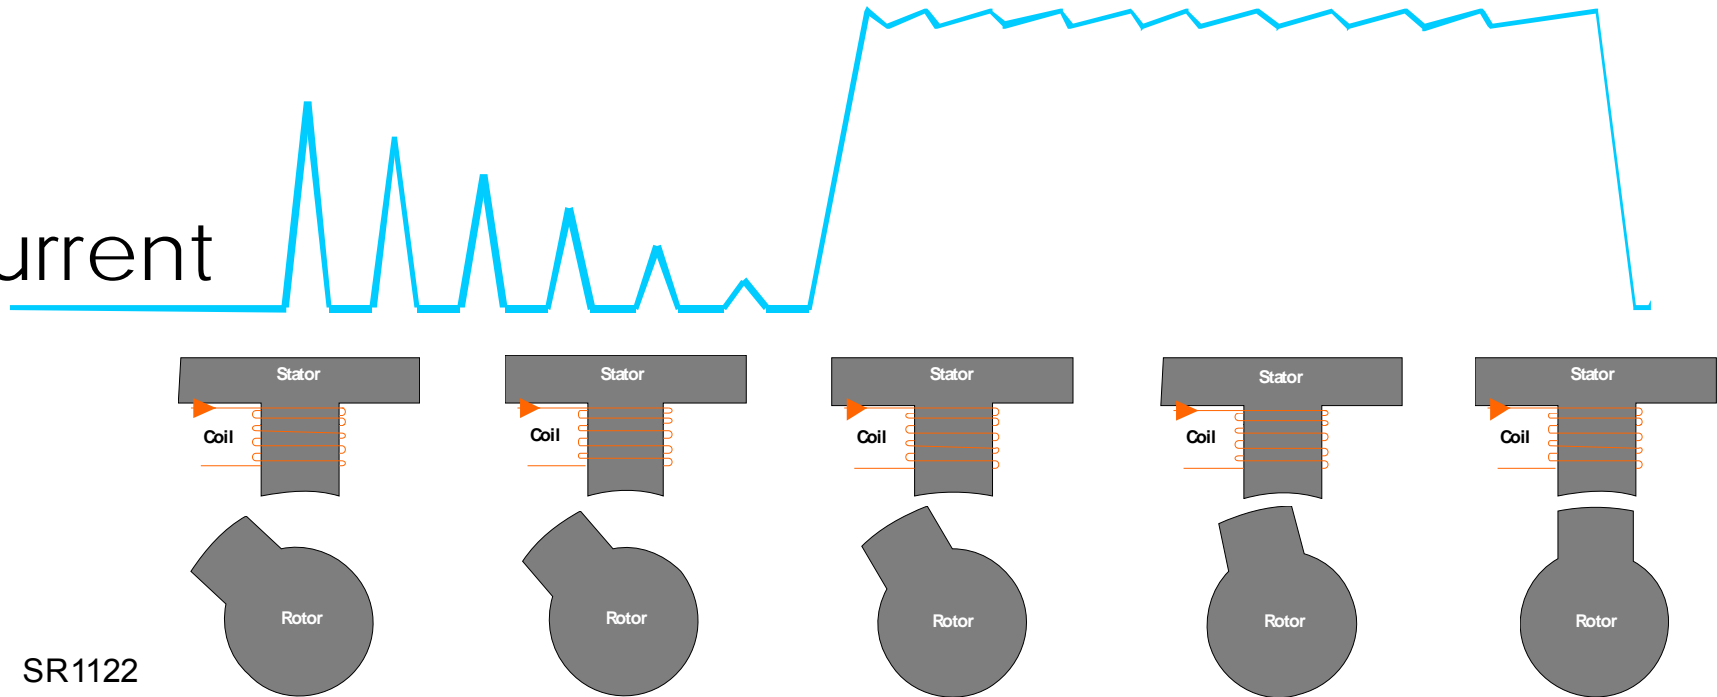 urrent
Stator Stator Stator Stator Stator
Coil Coil Coil Coil Coil
Rotor Rotor Rotor Rotor Rotor
SR1122